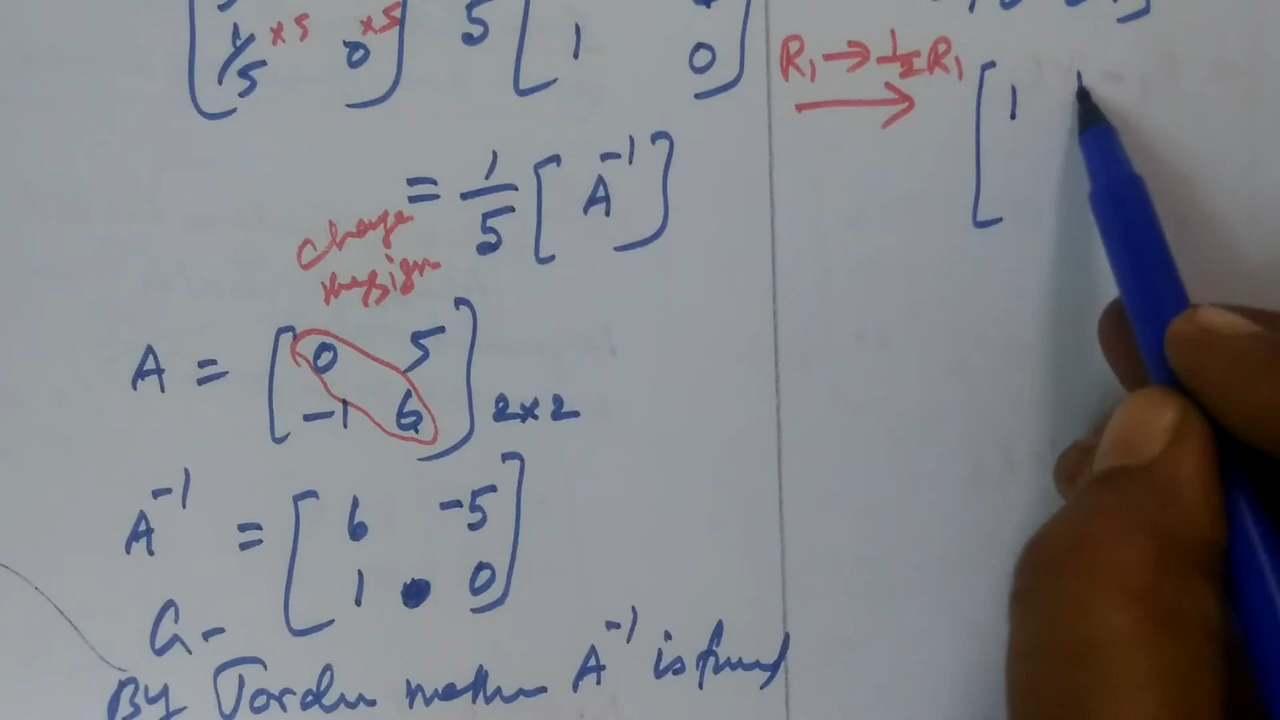 1/5 ×5 0 ×5 5 1 0
= 1/5 [ A⁻¹ ]
change
the sign
A = [ 0 5
-1 6 ] 2×2
A⁻¹ = [ 6 -5
1 0 ]
G-
By Jordan method A⁻¹ is found
R₁ → 1/2 R₁
[ 1